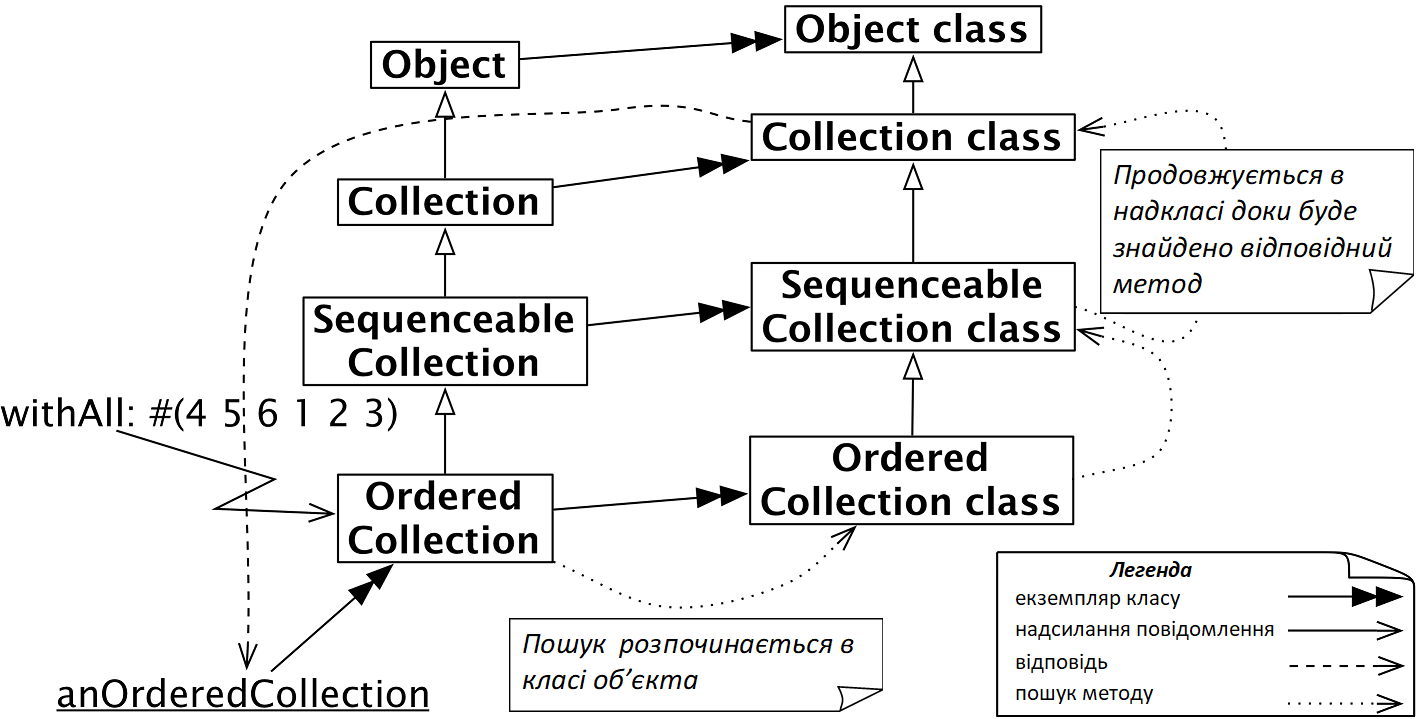 Object class
Object
Collection class
Collection
Продовжується в
надкласі доки буде
знайдено відповідний
метод
Sequenceable
Collection class
Sequenceable
Collection
withAll: #(4 5 6 1 2 3)
Ordered
Collection class
Ordered
Collection
Легенда
екземпляр класу
надсилання повідомлення
відповідь
пошук методу
Пошук розпочинається в
класі об’єкта
anOrderedCollection